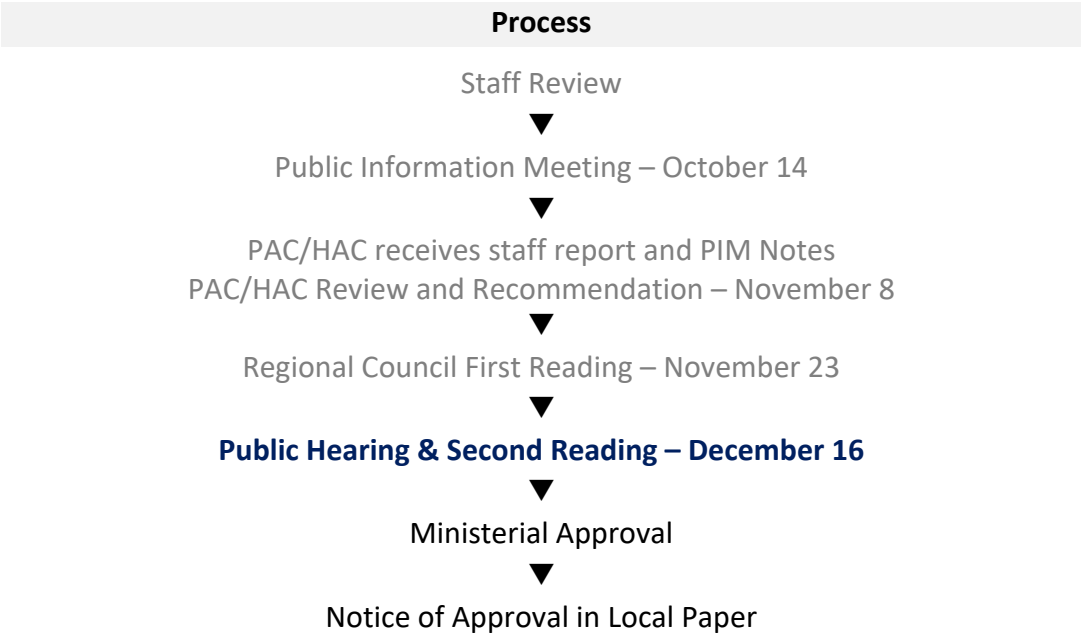 Process
Staff Review
Public Information Meeting – October 14
PAC/HAC receives staff report and PIM Notes
PAC/HAC Review and Recommendation – November 8
Regional Council First Reading – November 23
Public Hearing & Second Reading – December 16
Ministerial Approval
Notice of Approval in Local Paper